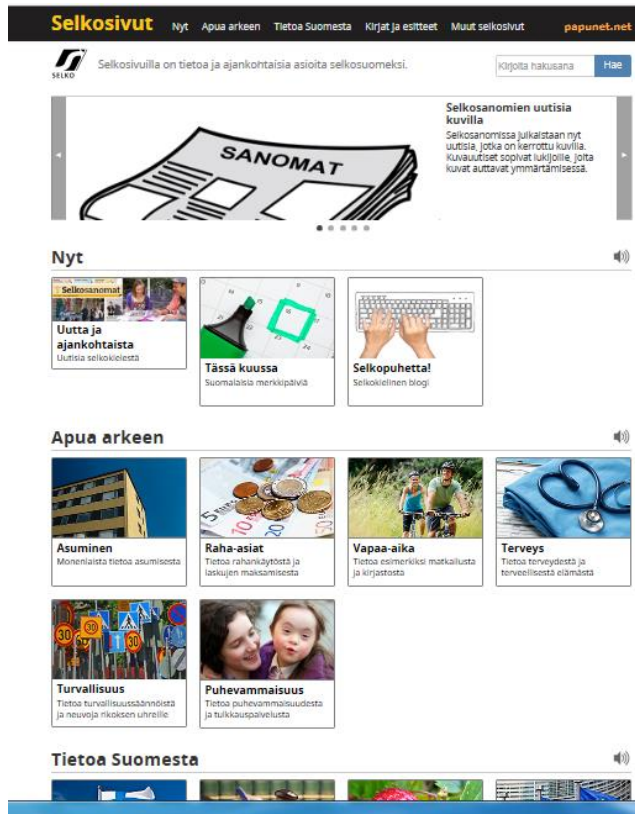 Selkosivut Nyt Apua arkeen Tietoa Suomesta Kirjat ja esitteet Muut selkosivut papunet.net
SELKO
Selkosivuilla on tietoa ja ajankohtaisia asioita selkosuomeksi.
Kirjoita hakusana Hae
SANOMAT
Selkosanomien uutisia
kuvilla
Selkosanomissa julkaistaan nyt
uutisia, jotka on kerrottu kuvilla.
Kuvauutiset sopivat lukijoille, joita
kuvat auttavat ymmärtämisessä.
Nyt
Selkosanomat
Uutta ja
ajankohtaista
Uutisia selkokielestä
Tässä kuussa
Suomalaisia merkkipäiviä
Selkopuhetta!
Selkokielinen blogi
Apua arkeen
Asuminen
Monenlaista tietoa asumisesta
Raha-asiat
Tietoa rahankäytöstä ja
laskujen maksamisesta
Vapaa-aika
Tietoa esimerkiksi matkailusta
ja kirjastosta
Terveys
Tietoa terveydestä ja
terveellisestä elämästä
30
30
30
Turvallisuus
Tietoa turvallisuussäännöistä
ja neuvoja rikoksen uhreille
Puhevammaisuus
Tietoa puhevammaisuudesta
ja tulkkauspalvelusta
Tietoa Suomesta